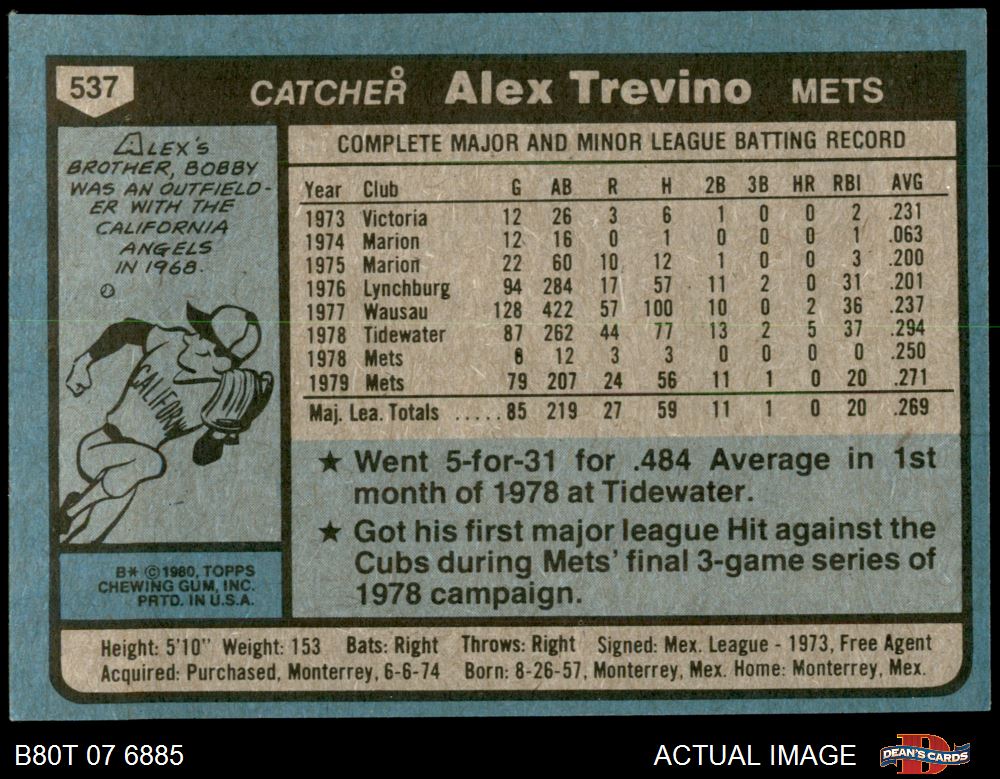 537
CATCHER Alex Trevino METS
ALEX'S
BROTHER, BOBBY
WAS AN OUTFIELD-
ER WITH THE
CALIFORNIA
ANGELS
IN 1968.
CALIFORN
B* © 1980, TOPPS
CHEWING GUM, INC.
PRTD. IN U.S.A.
COMPLETE MAJOR AND MINOR LEAGUE BATTING RECORD
Year Club G AB R H 2B 3B HR RBI AVG
1973 Victoria 12 26 3 6 1 0 0 2 .231
1974 Marion 12 16 0 1 0 0 0 1 .063
1975 Marion 22 60 10 12 1 0 0 3 .200
1976 Lynchburg 94 284 17 57 11 2 0 31 .201
1977 Wausau 128 422 57 100 10 0 2 36 .237
1978 Tidewater 87 262 44 77 13 2 5 37 .294
1978 Mets 6 12 3 3 0 0 0 0 .250
1979 Mets 79 207 24 56 11 1 0 20 .271
Maj. Lea. Totals ..... 85 219 27 59 11 1 0 20 .269
★ Went 5-for-31 for .484 Average in 1st
month of 1978 at Tidewater.
★ Got his first major league Hit against the
Cubs during Mets' final 3-game series of
1978 campaign.
Height: 5'10" Weight: 153 Bats: Right Throws: Right Signed: Mex. League - 1973, Free Agent
Acquired: Purchased, Monterrey, 6-6-74 Born: 8-26-57, Monterrey, Mex. Home: Monterrey, Mex.
B80T 07 6885 ACTUAL IMAGE DEAN'S CARDS